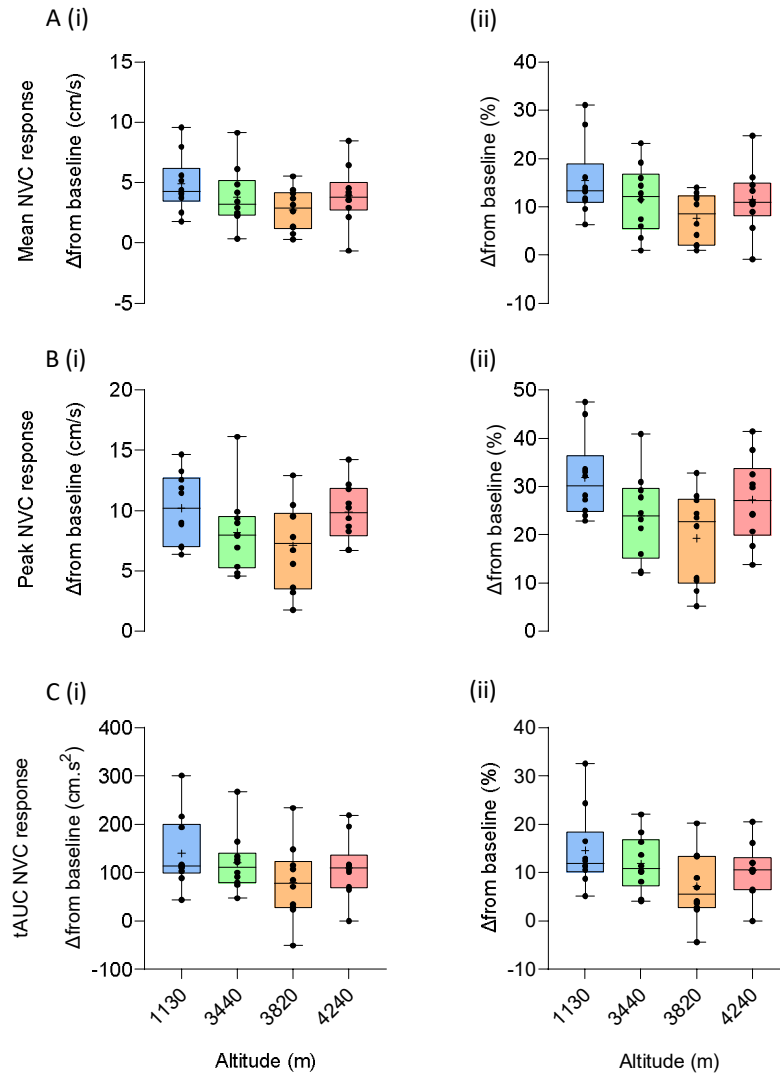 A (i)
(ii)
Mean NVC response
Δfrom baseline (cm/s)
15
10
5
0
-5
Δfrom baseline (%)
40
30
20
10
0
-10
B (i)
(ii)
Peak NVC response
Δfrom baseline (cm/s)
20
15
10
5
0
Δfrom baseline (%)
50
40
30
20
10
0
C (i)
(ii)
tAUC NVC response
Δfrom baseline (cm.s²)
400
300
200
100
0
-100
1130
3440
3820
4240
Altitude (m)
Δfrom baseline (%)
40
30
20
10
0
-10
1130
3440
3820
4240
Altitude (m)